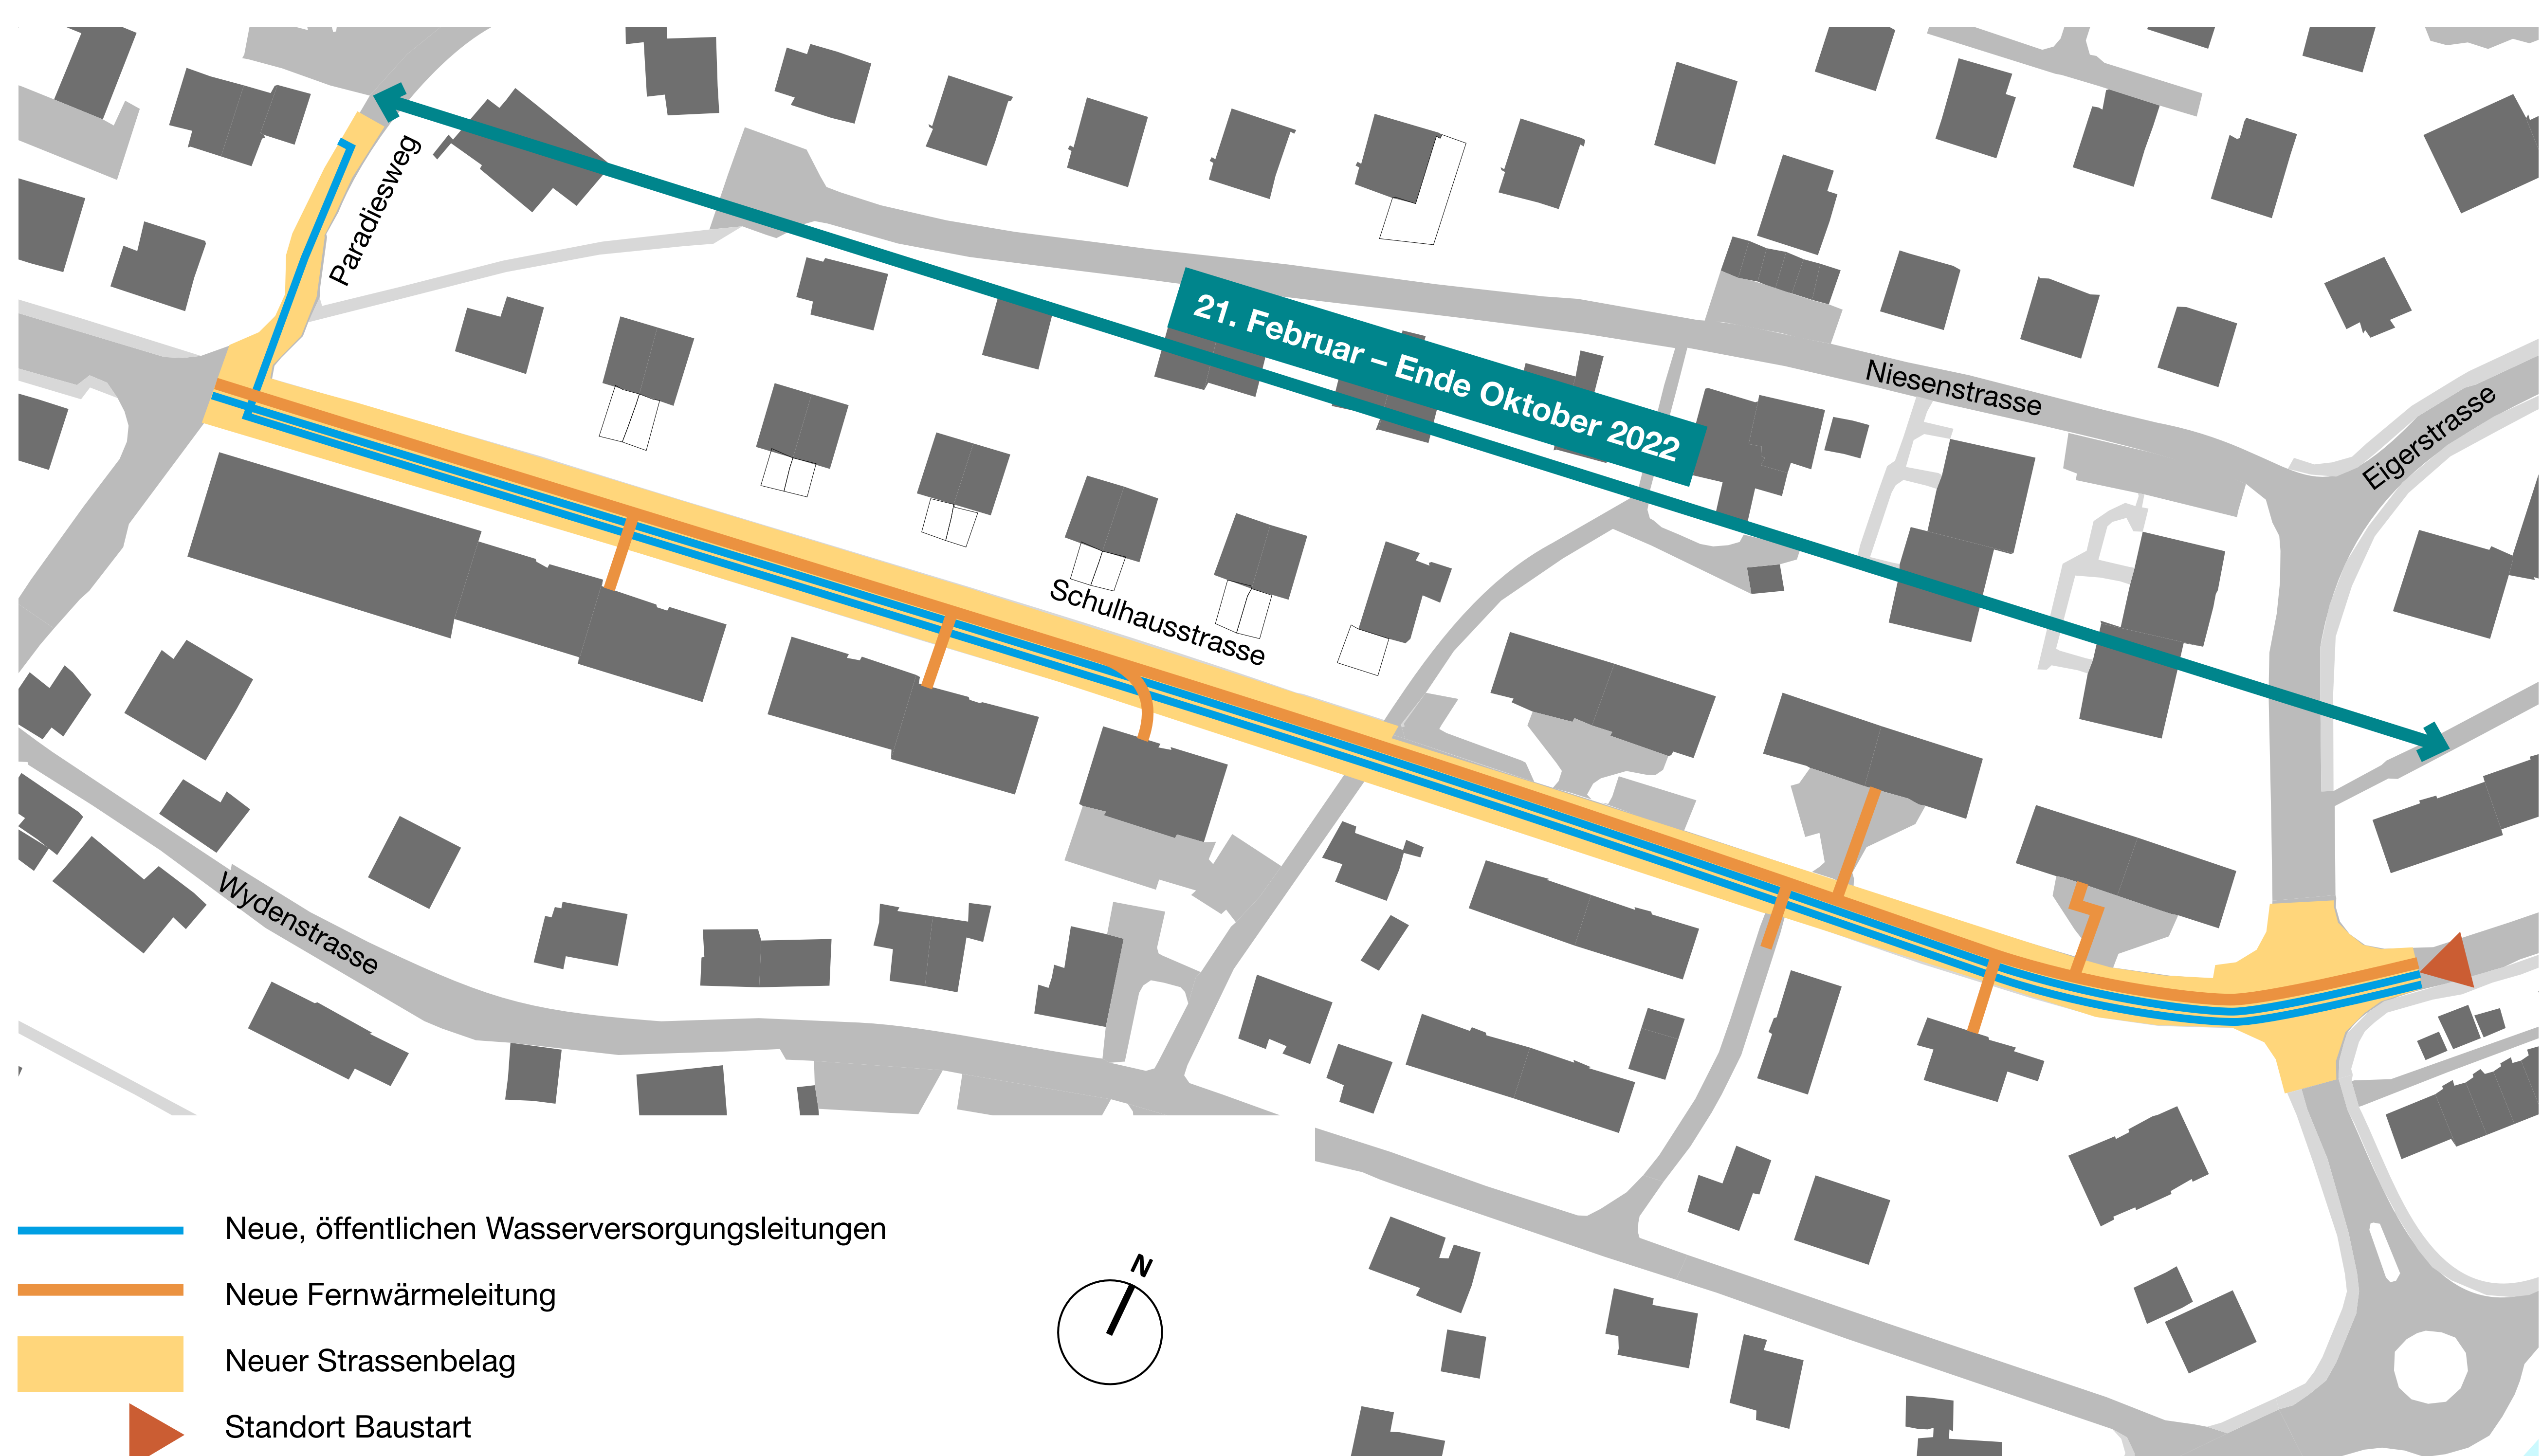 Paradiesweg
21. Februar – Ende Oktober 2022
Niesenstrasse
Eigerstrasse
Schulhausstrasse
Wydenstrasse
Neue, öffentlichen Wasserversorgungsleitungen
Neue Fernwärmeleitung
Neuer Strassenbelag
Standort Baustart
N